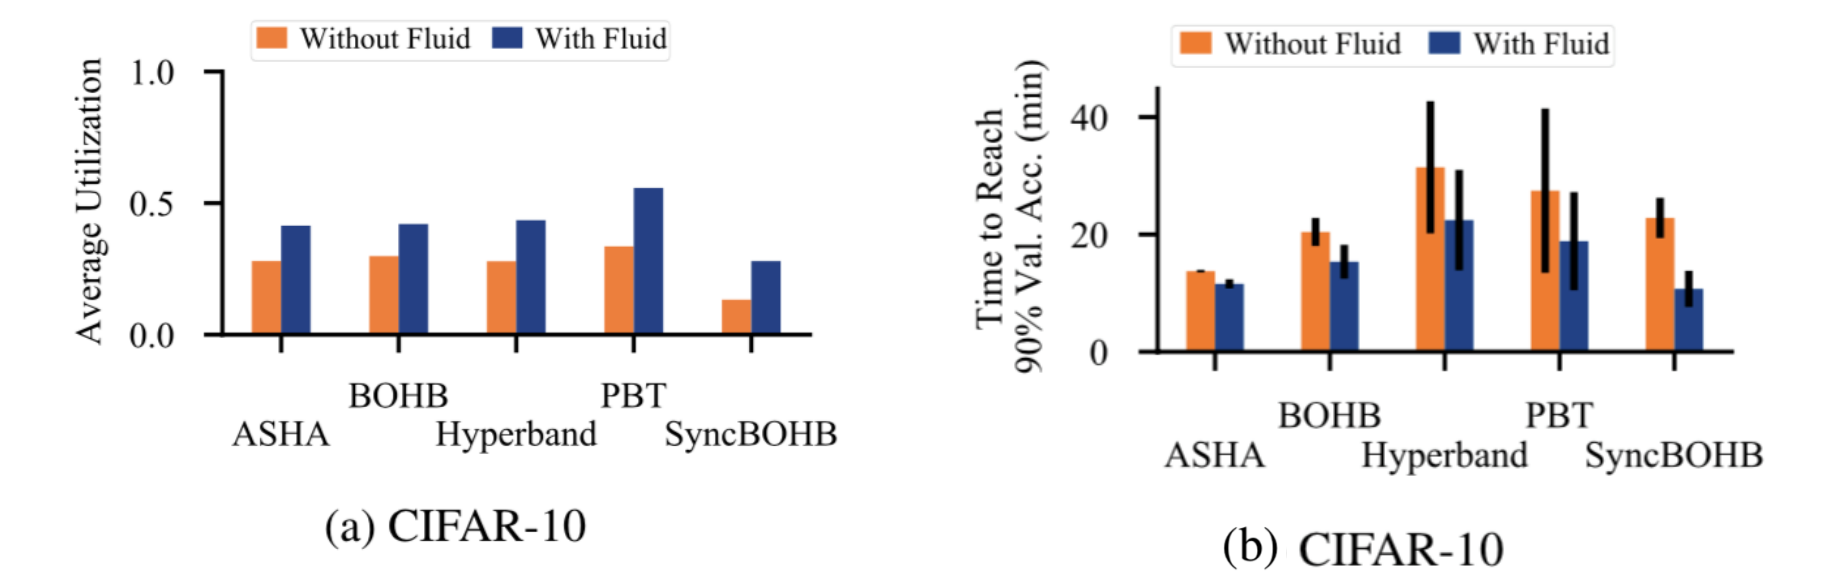 Without Fluid With Fluid
Average Utilization
1.0
0.5
0.0
BOHB PBT
ASHA Hyperband SyncBOHB
(a) CIFAR-10
Without Fluid With Fluid
Time to Reach
90% Val. Acc. (min)
40
20
0
BOHB PBT
ASHA Hyperband SyncBOHB
(b) CIFAR-10